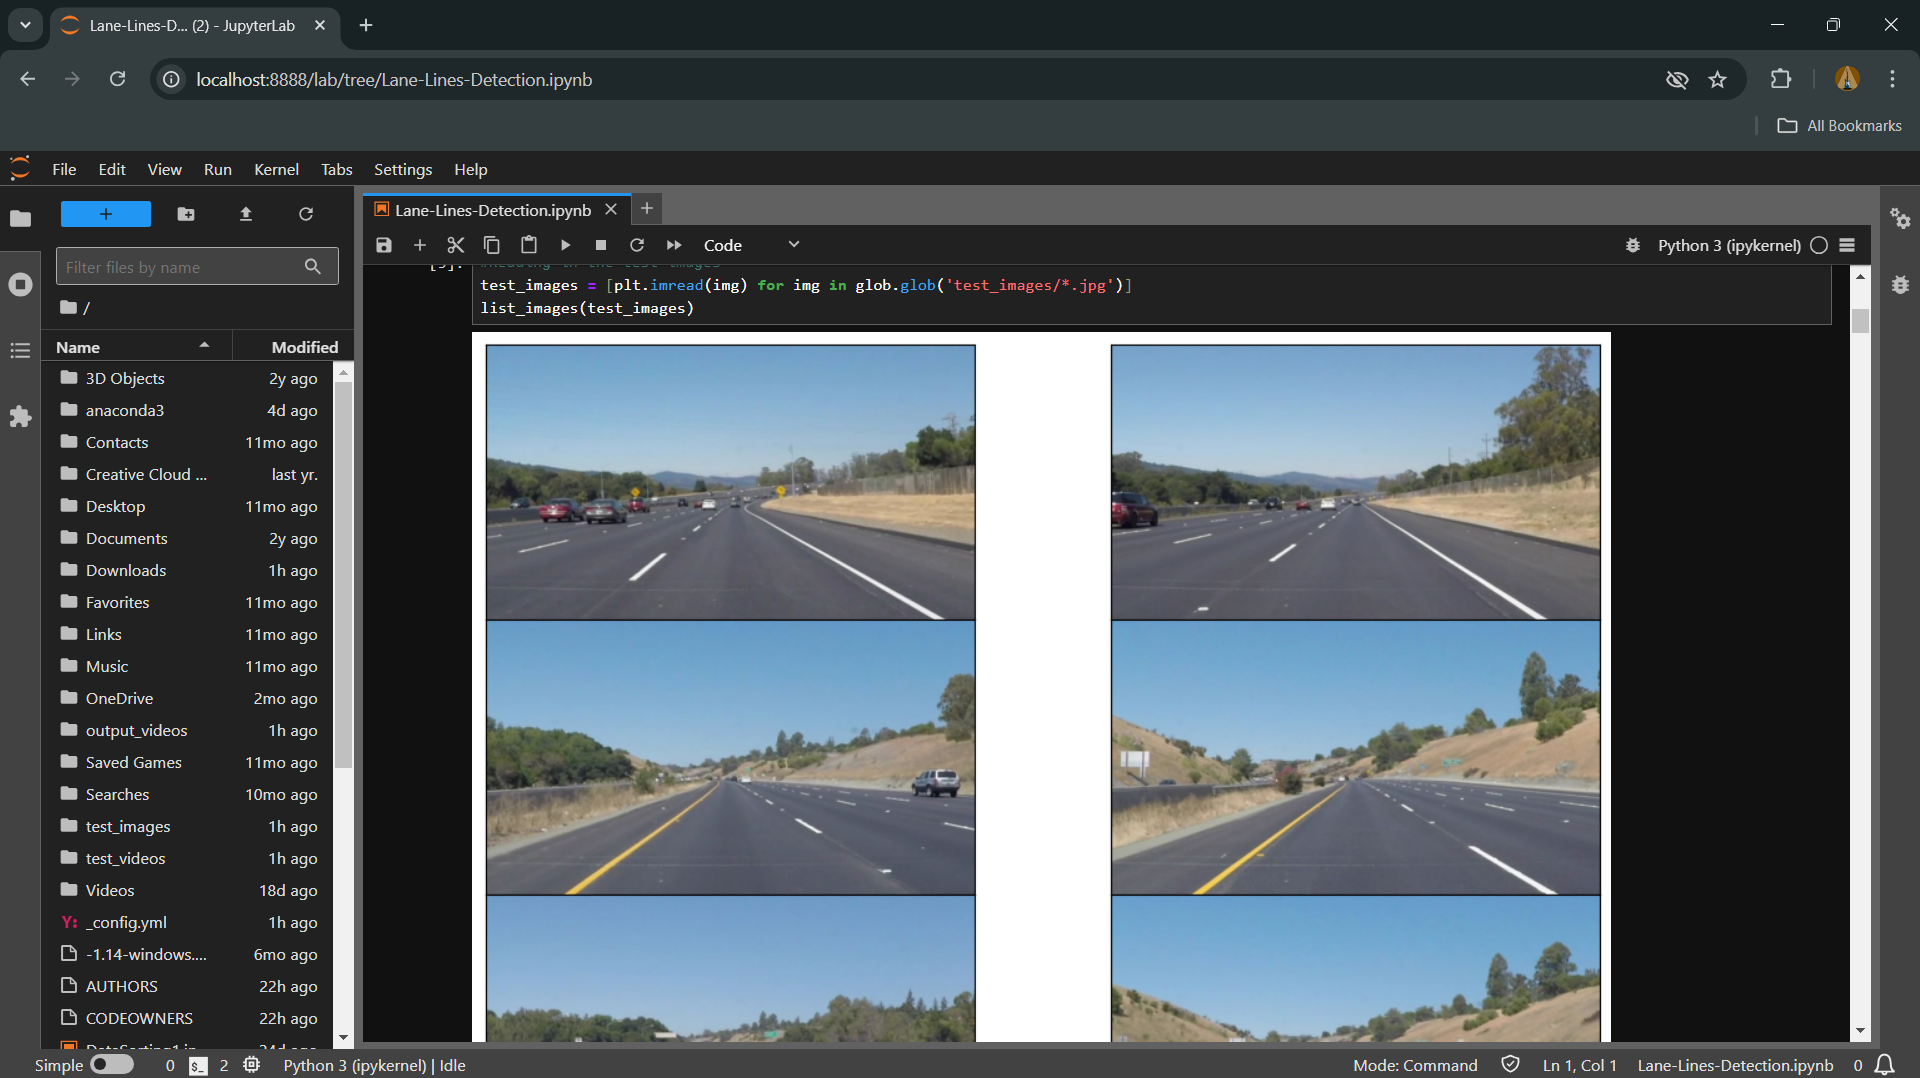 Lane-Lines-D... (2) - JupyterLab
localhost:8888/lab/tree/Lane-Lines-Detection.ipynb
All Bookmarks
File Edit View Run Kernel Tabs Settings Help
Lane-Lines-Detection.ipynb
Code
Python 3 (ipykernel)
Filter files by name
/
Name Modified
3D Objects 2y ago
anaconda3 4d ago
Contacts 11mo ago
Creative Cloud ... last yr.
Desktop 11mo ago
Documents 2y ago
Downloads 1h ago
Favorites 11mo ago
Links 11mo ago
Music 11mo ago
OneDrive 2mo ago
output_videos 1h ago
Saved Games 11mo ago
Searches 10mo ago
test_images 1h ago
test_videos 1h ago
Videos 18d ago
Y: _config.yml 1h ago
-1.14-windows.... 6mo ago
AUTHORS 22h ago
CODEOWNERS 22h ago
test_images = [plt.imread(img) for img in glob.glob('test_images/*.jpg')]
list_images(test_images)
Simple 0 $_ 2 Python 3 (ipykernel) | Idle
Mode: Command Ln 1, Col 1 Lane-Lines-Detection.ipynb 0